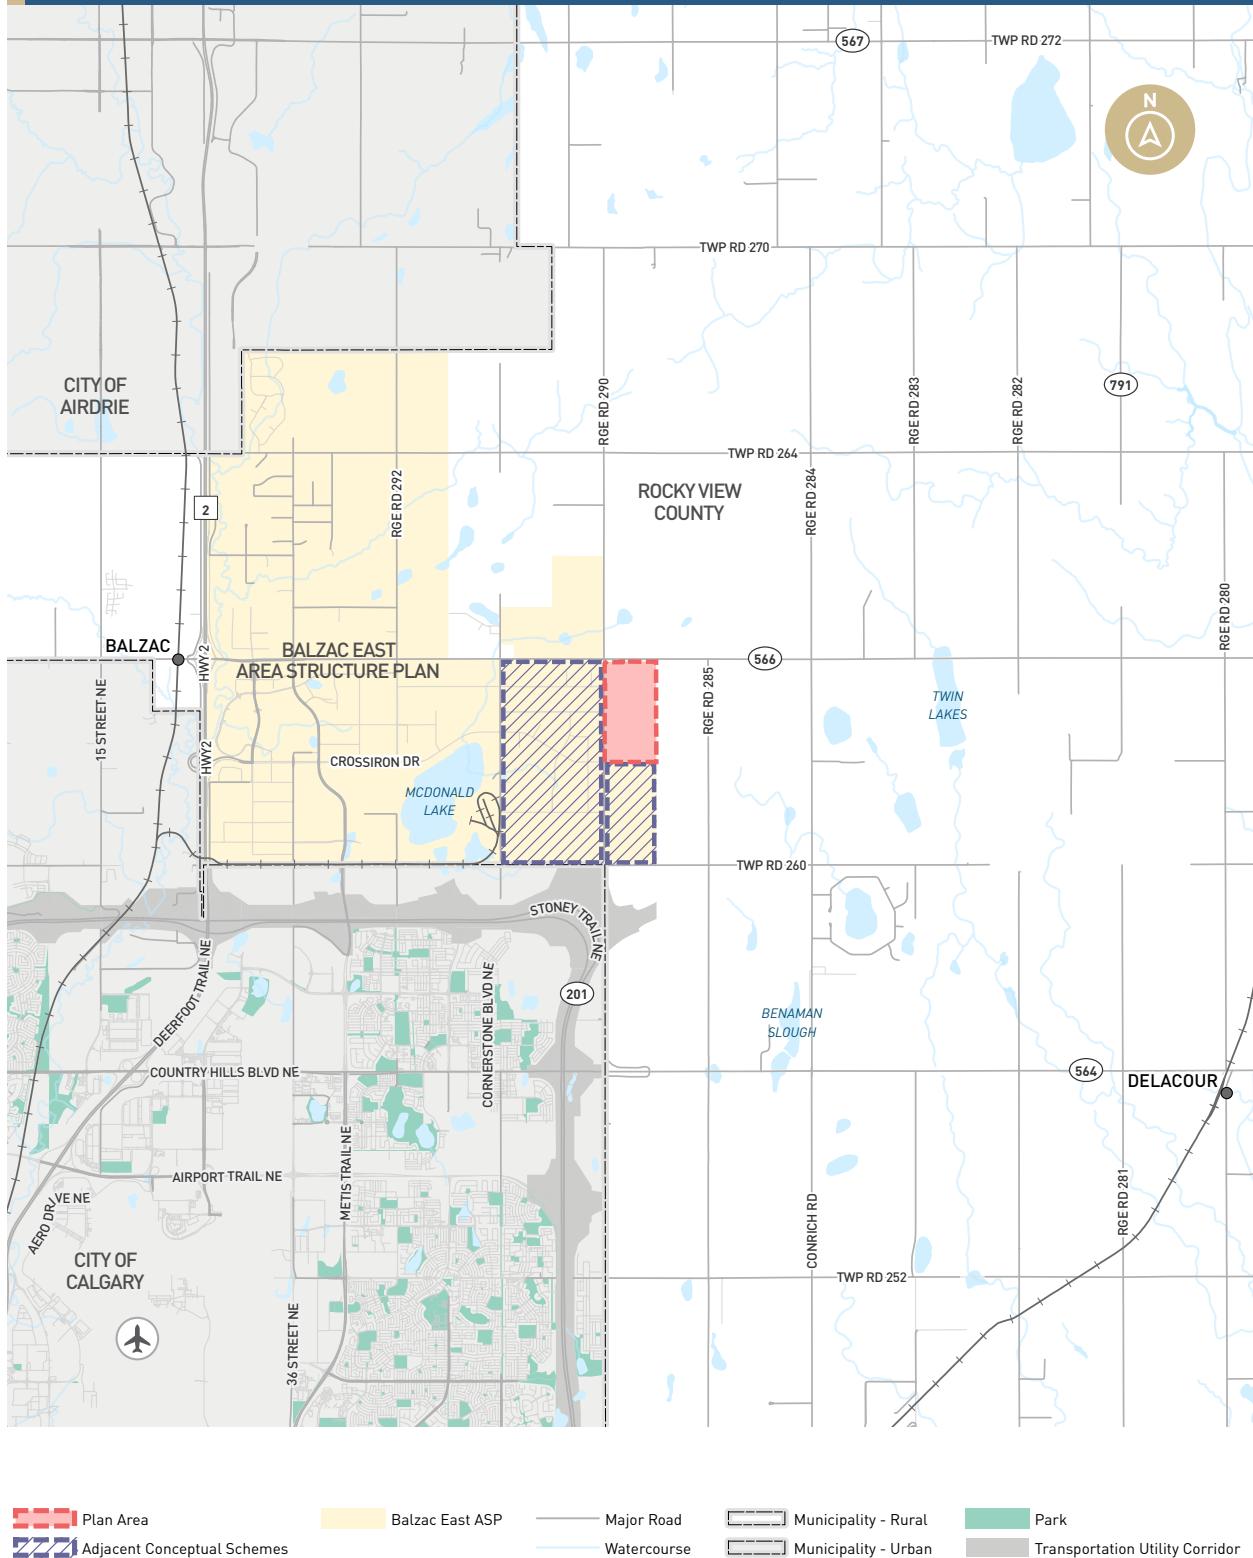 567
TWP RD 272
N
TWP RD 270
CITY OF
AIRDRIE
RGE RD 290
RGE RD 283
RGE RD 282
791
TWP RD 264
RGE RD 292
ROCKY VIEW
COUNTY
RGE RD 284
2
RGE RD 280
BALZAC
HWY 2
BALZAC EAST
AREA STRUCTURE PLAN
566
15 STREET NE
RGE RD 285
TWIN
LAKES
HWY2
CROSSIRON DR
MCDONALD
LAKE
TWP RD 260
STONEY TRAIL NE
DEERFOOT TRAIL NE
CORNERSTONE BLVD NE
201
BENAMAN
SLOUGH
COUNTRY HILLS BLVD NE
564
DELACOUR
METIS TRAIL NE
AIRPORT TRAIL NE
AERO DRIVE NE
CONRICH RD
RGE RD 281
CITY OF
CALGARY
TWP RD 252
36 STREET NE
Plan Area
Balzac East ASP
Major Road
Municipality - Rural
Park
Adjacent Conceptual Schemes
Watercourse
Municipality - Urban
Transportation Utility Corridor